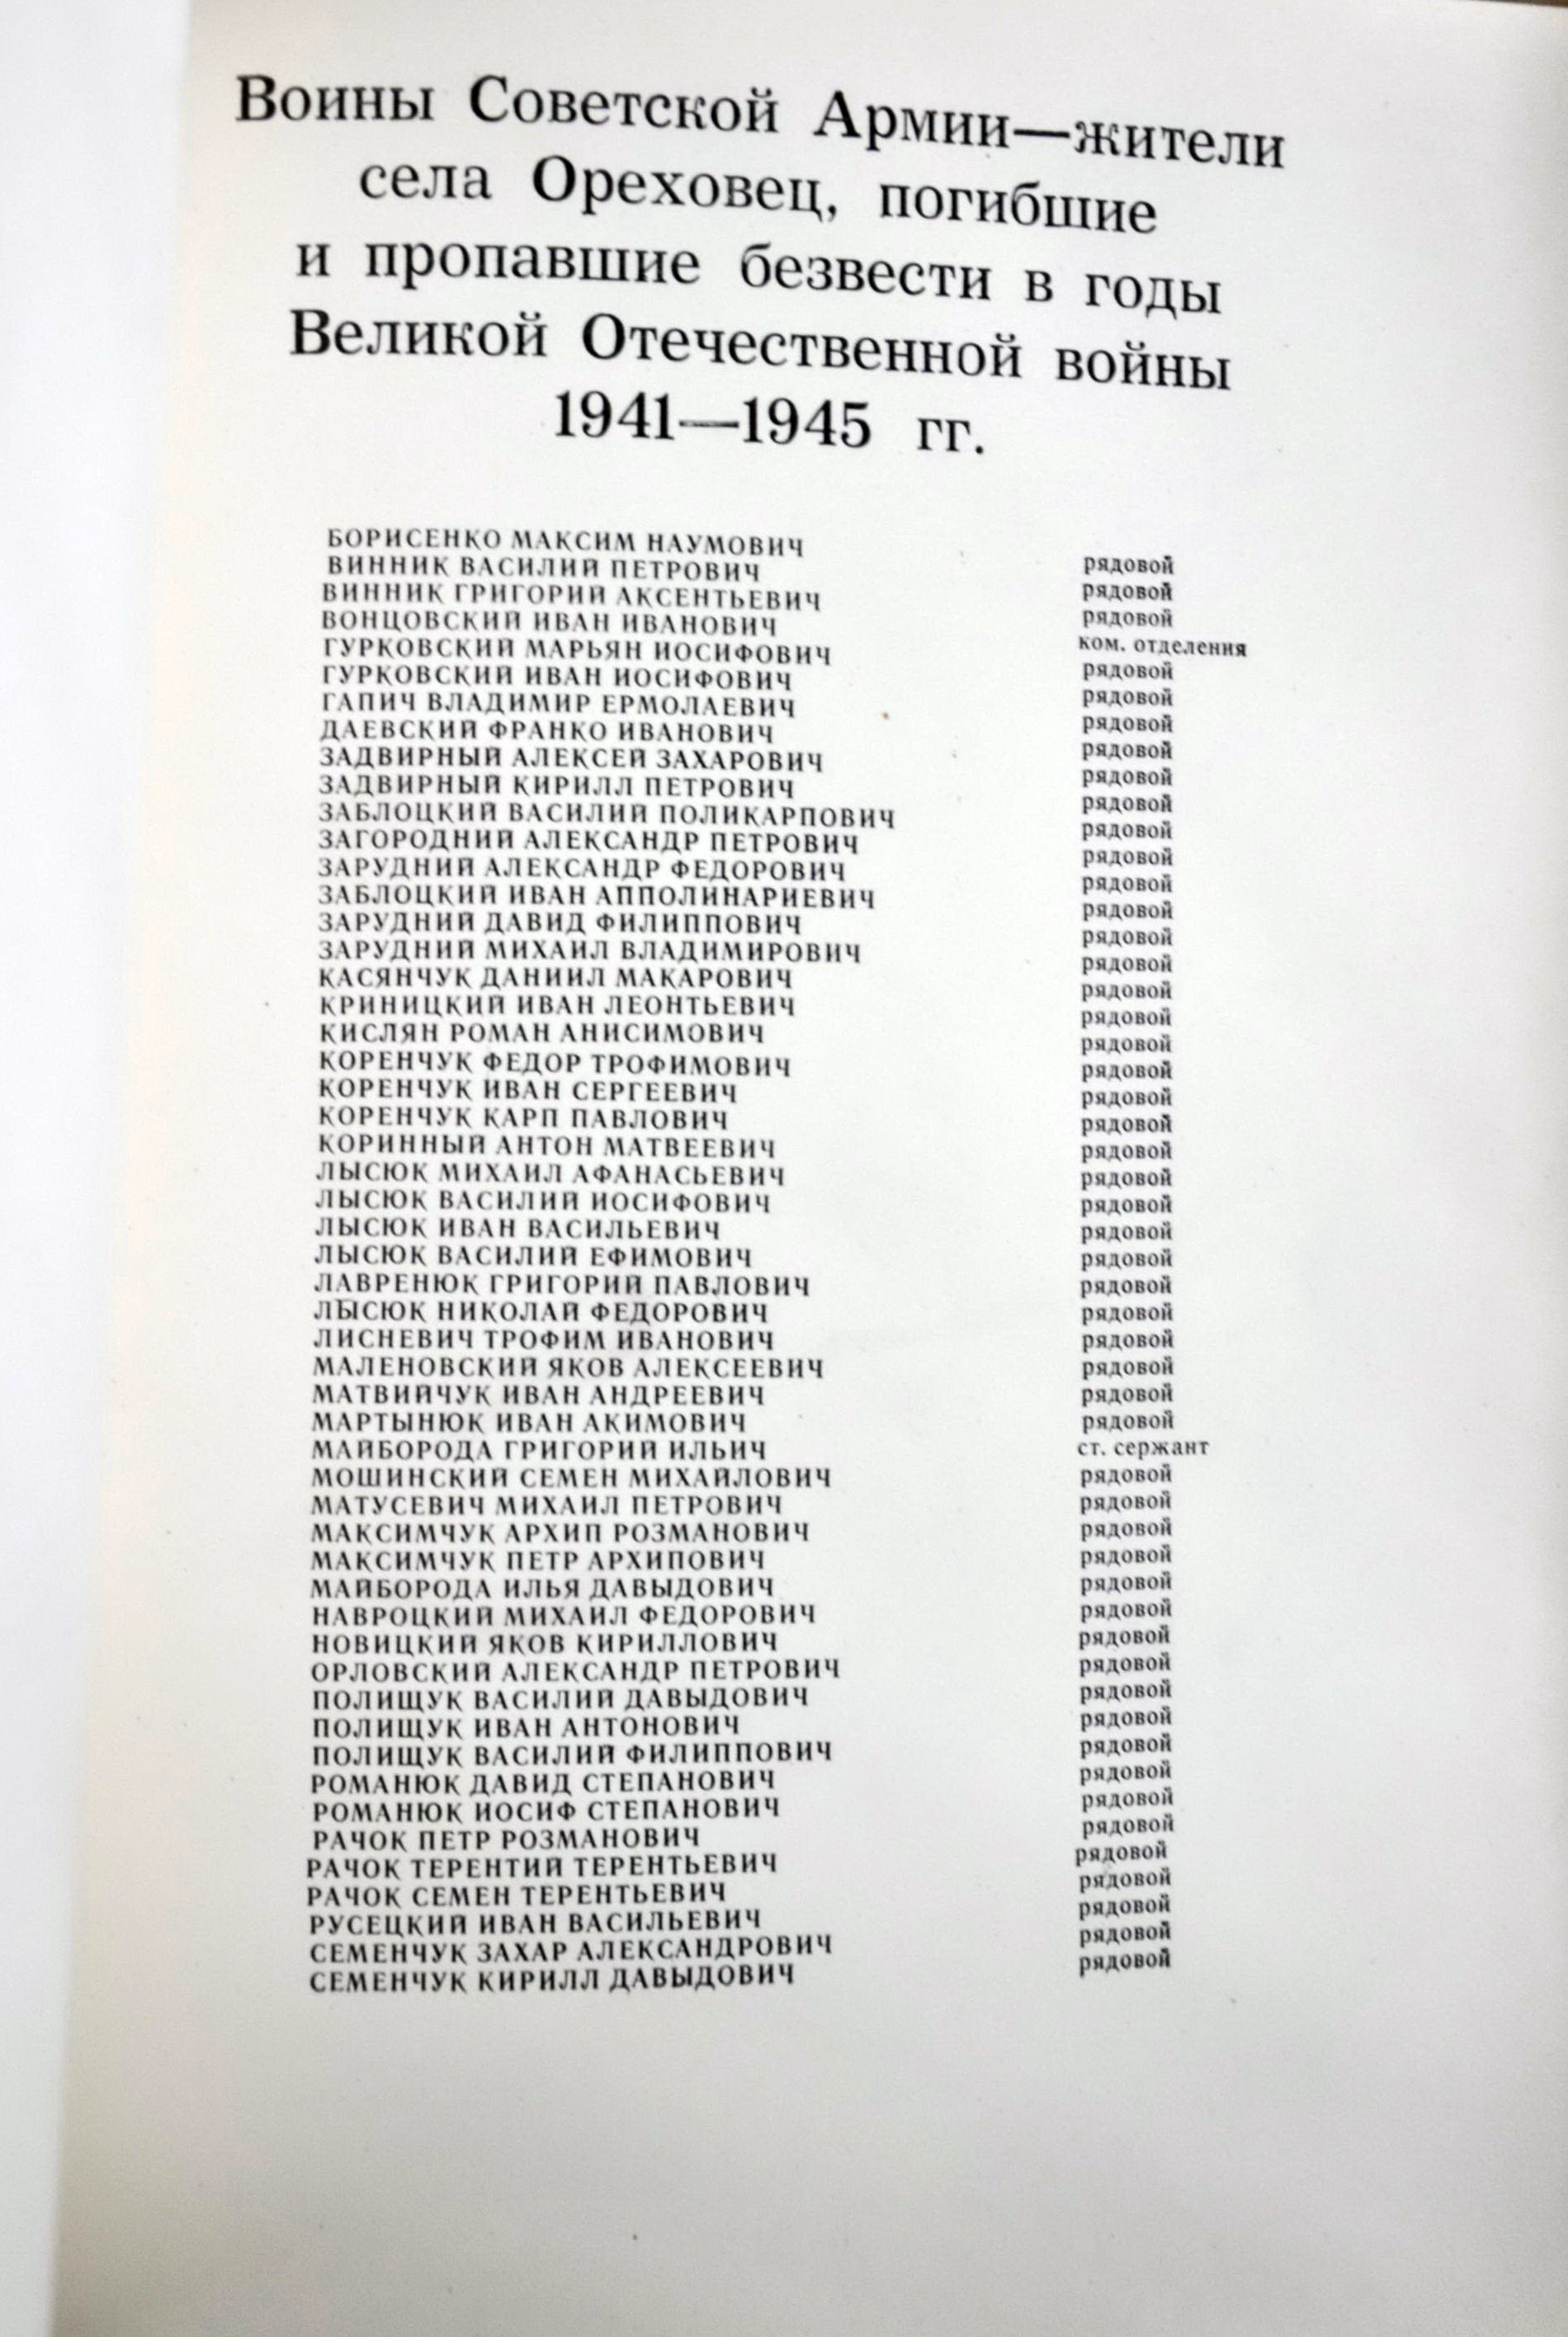 Воины Советской Армии—жители
села Ореховец, погибшие
и пропавшие безвести в годы
Великой Отечественной войны
1941—1945 гг.
БОРИСЕНКО МАКСИМ НАУМОВИЧ рядовой
ВИННИК ВАСИЛИЙ ПЕТРОВИЧ рядовой
ВИННИК ГРИГОРИЙ АКСЕНТЬЕВИЧ рядовой
ВОНЦОВСКИЙ ИВАН ИВАНОВИЧ ком. отделения
ГУРКОВСКИЙ МАРЬЯН ИОСИФОВИЧ рядовой
ГУРКОВСКИЙ ИВАН ИОСИФОВИЧ рядовой
ГАПИЧ ВЛАДИМИР ЕРМОЛАЕВИЧ рядовой
ДАЕВСКИЙ ФРАНКО ИВАНОВИЧ рядовой
ЗАДВИРНЫЙ АЛЕКСЕЙ ЗАХАРОВИЧ рядовой
ЗАДВИРНЫЙ КИРИЛЛ ПЕТРОВИЧ рядовой
ЗАБЛОЦКИЙ ВАСИЛИЙ ПОЛИКАРПОВИЧ рядовой
ЗАГОРОДНИЙ АЛЕКСАНДР ПЕТРОВИЧ рядовой
ЗАРУДНИЙ АЛЕКСАНДР ФЕДОРОВИЧ рядовой
ЗАБЛОЦКИЙ ИВАН АППОЛИНАРИЕВИЧ рядовой
ЗАРУДНИЙ ДАВИД ФИЛИППОВИЧ рядовой
ЗАРУДНИЙ МИХАИЛ ВЛАДИМИРОВИЧ рядовой
КАСЯНЧУК ДАНИИЛ МАКАРОВИЧ рядовой
КРИНИЦКИЙ ИВАН ЛЕОНТЬЕВИЧ рядовой
КИСЛЯН РОМАН АНИСИМОВИЧ рядовой
КОРЕНЧУК ФЕДОР ТРОФИМОВИЧ рядовой
КОРЕНЧУК ИВАН СЕРГЕЕВИЧ рядовой
КОРЕНЧУК КАРП ПАВЛОВИЧ рядовой
КОРИННЫЙ АНТОН МАТВЕЕВИЧ рядовой
ЛЫСЮК МИХАИЛ АФАНАСЬЕВИЧ рядовой
ЛЫСЮК ВАСИЛИЙ ИОСИФОВИЧ рядовой
ЛЫСЮК ИВАН ВАСИЛЬЕВИЧ рядовой
ЛЫСЮК ВАСИЛИЙ ЕФИМОВИЧ рядовой
ЛАВРЕНЮК ГРИГОРИЙ ПАВЛОВИЧ рядовой
ЛЫСЮК НИКОЛАЙ ФЕДОРОВИЧ рядовой
ЛИСНЕВИЧ ТРОФИМ ИВАНОВИЧ рядовой
МАЛЕНОВСКИЙ ЯКОВ АЛЕКСЕЕВИЧ рядовой
МАТВИЙЧУК ИВАН АНДРЕЕВИЧ рядовой
МАРТЫНЮК ИВАН АКИМОВИЧ рядовой
МАЙБОРОДА ГРИГОРИЙ ИЛЬИЧ ст. сержант
МОШИНСКИЙ СЕМЕН МИХАЙЛОВИЧ рядовой
МАТУСЕВИЧ МИХАИЛ ПЕТРОВИЧ рядовой
МАКСИМЧУК АРХИП РОЗМАНОВИЧ рядовой
МАКСИМЧУК ПЕТР АРХИПОВИЧ рядовой
МАЙБОРОДА ИЛЬЯ ДАВЫДОВИЧ рядовой
НАВРОЦКИЙ МИХАИЛ ФЕДОРОВИЧ рядовой
НОВИЦКИЙ ЯКОВ КИРИЛЛОВИЧ рядовой
ОРЛОВСКИЙ АЛЕКСАНДР ПЕТРОВИЧ рядовой
ПОЛИЩУК ВАСИЛИЙ ДАВЫДОВИЧ рядовой
ПОЛИЩУК ИВАН АНТОНОВИЧ рядовой
ПОЛИЩУК ВАСИЛИЙ ФИЛИППОВИЧ рядовой
РОМАНЮК ДАВИД СТЕПАНОВИЧ рядовой
РОМАНЮК ИОСИФ СТЕПАНОВИЧ рядовой
РАЧОК ПЕТР РОЗМАНОВИЧ рядовой
РАЧОК ТЕРЕНТИЙ ТЕРЕНТЬЕВИЧ рядовой
РАЧОК СЕМЕН ТЕРЕНТЬЕВИЧ рядовой
РУСЕЦКИЙ ИВАН ВАСИЛЬЕВИЧ рядовой
СЕМЕНЧУК ЗАХАР АЛЕКСАНДРОВИЧ рядовой
СЕМЕНЧУК КИРИЛЛ ДАВЫДОВИЧ рядовой